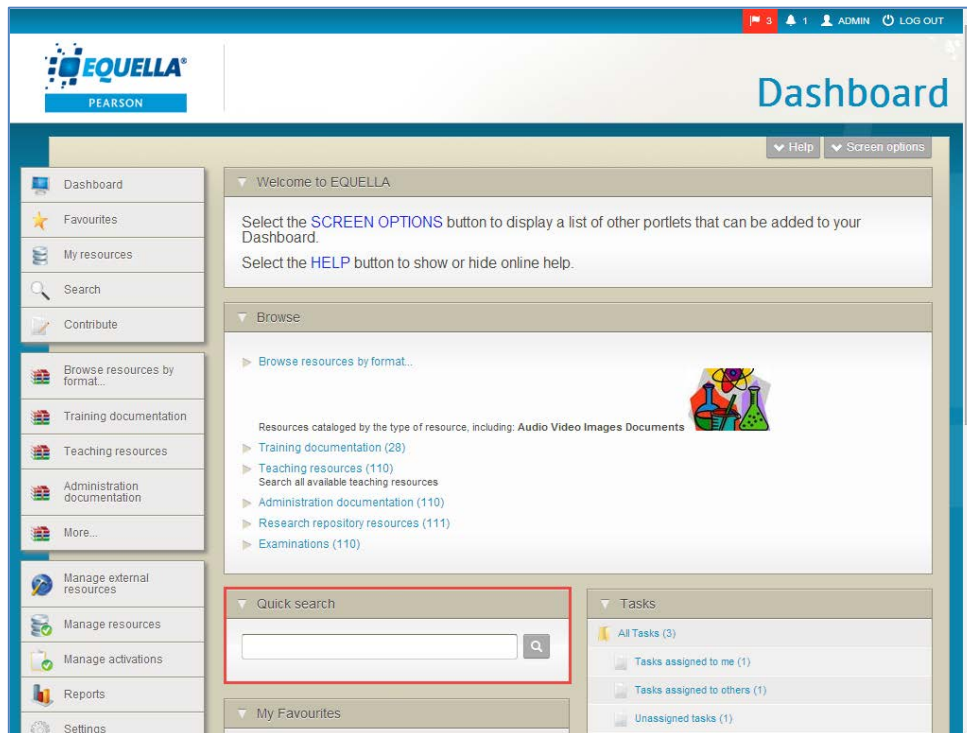 3 1 ADMIN LOG OUT
EQUELLA®
PEARSON
Dashboard
Help Screen options
Dashboard
Favourites
My resources
Search
Contribute
Browse resources by
format...
Training documentation
Teaching resources
Administration
documentation
More...
Manage external
resources
Manage resources
Manage activations
Reports
Settings
Welcome to EQUELLA
Select the SCREEN OPTIONS button to display a list of other portlets that can be added to your
Dashboard.
Select the HELP button to show or hide online help.
Browse
Browse resources by format...
Resources cataloged by the type of resource, including: Audio Video Images Documents
Training documentation (28)
Teaching resources (110)
Search all available teaching resources
Administration documentation (110)
Research repository resources (111)
Examinations (110)
Quick search
My Favourites
Tasks
All Tasks (3)
Tasks assigned to me (1)
Tasks assigned to others (1)
Unassigned tasks (1)